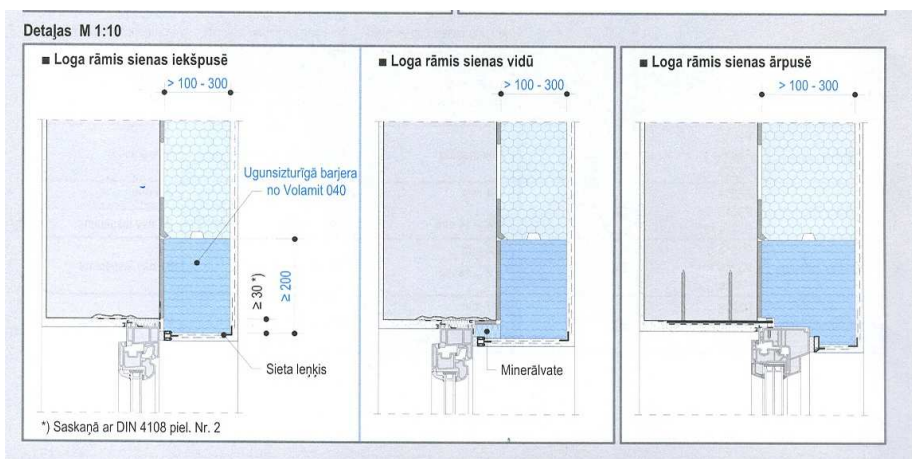 Detaļas M 1:10
■ Loga rāmis sienas iekšpusē
> 100 - 300
Ugunsizturīgā barjera
no Volamit 040
≥ 30 *)
≥ 200
Sieta leņķis
*) Saskaņā ar DIN 4108 piel. Nr. 2
■ Loga rāmis sienas vidū
> 100 - 300
Minerālvate
■ Loga rāmis sienas ārpusē
> 100 - 300